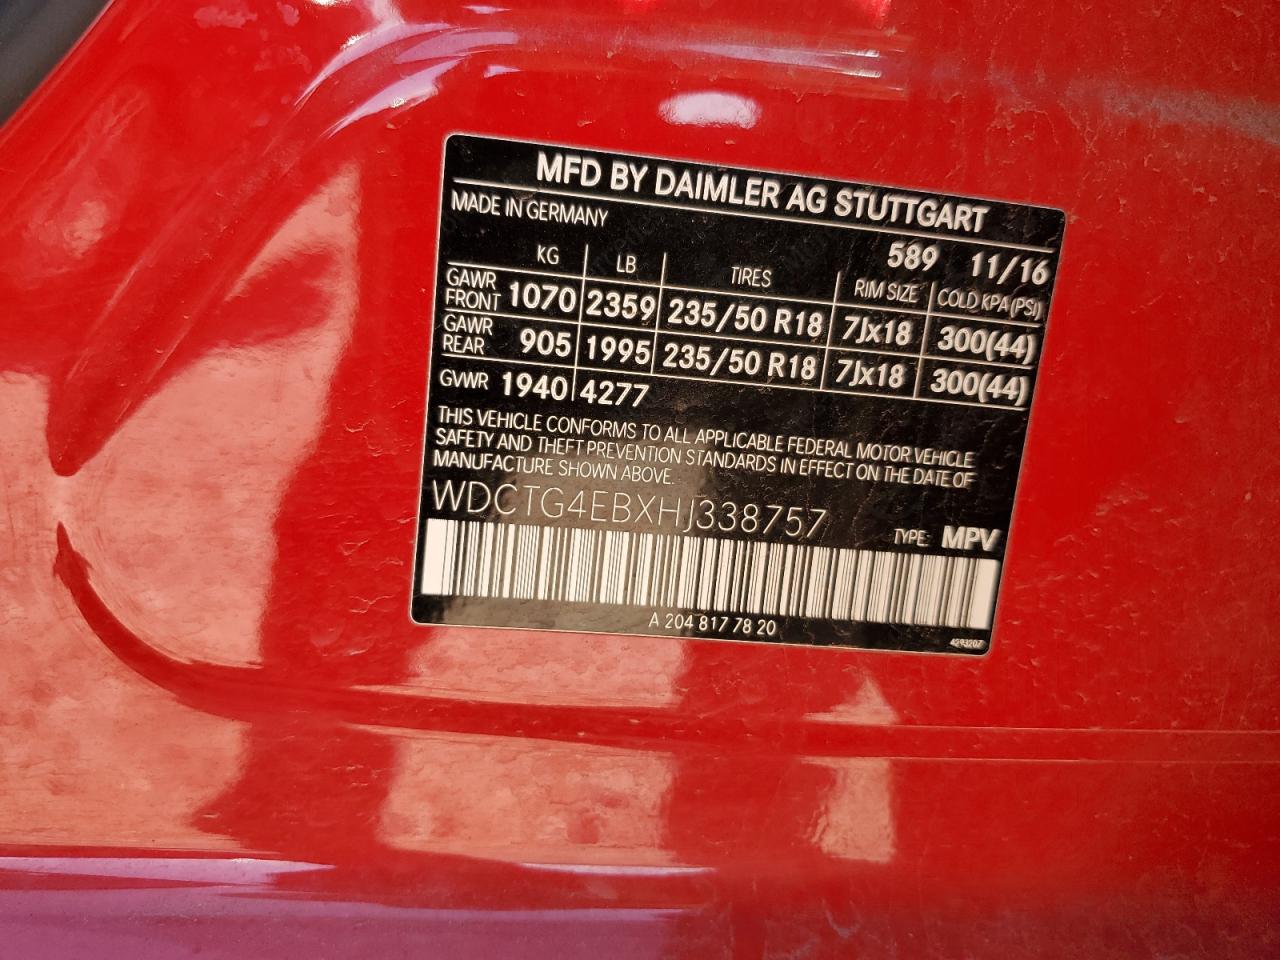 MFD BY DAIMLER AG STUTTGART
MADE IN GERMANY
589 11/16
KG LB TIRES RIM SIZE COLD KPA(PSI)
GAWR FRONT 1070 2359 235/50 R18 7Jx18 300(44)
GAWR REAR 905 1995 235/50 R18 7Jx18 300(44)
GVWR 1940 4277
THIS VEHICLE CONFORMS TO ALL APPLICABLE FEDERAL MOTOR VEHICLE
SAFETY AND THEFT PREVENTION STANDARDS IN EFFECT ON THE DATE OF
MANUFACTURE SHOWN ABOVE.
WDCTG4EBXHJ338757
TYPE: MPV
A 204 817 78 20
4293207